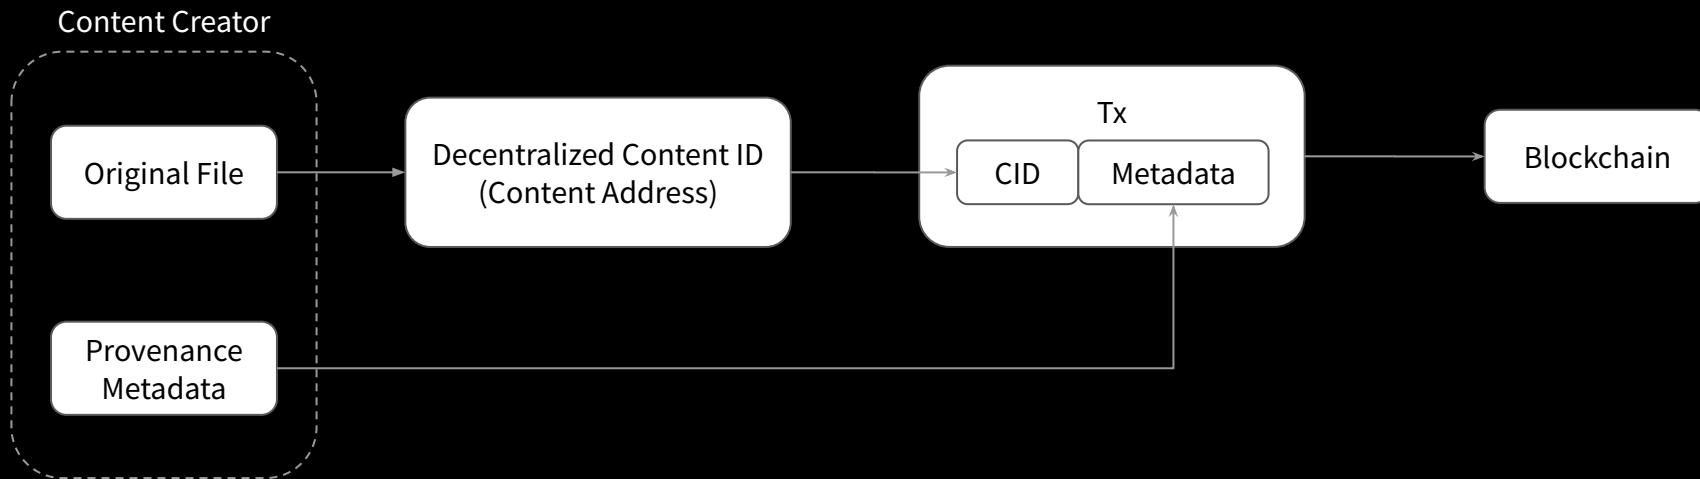 Content Creator
Original File
Decentralized Content ID
(Content Address)
Tx
CID
Metadata
Blockchain
Provenance
Metadata